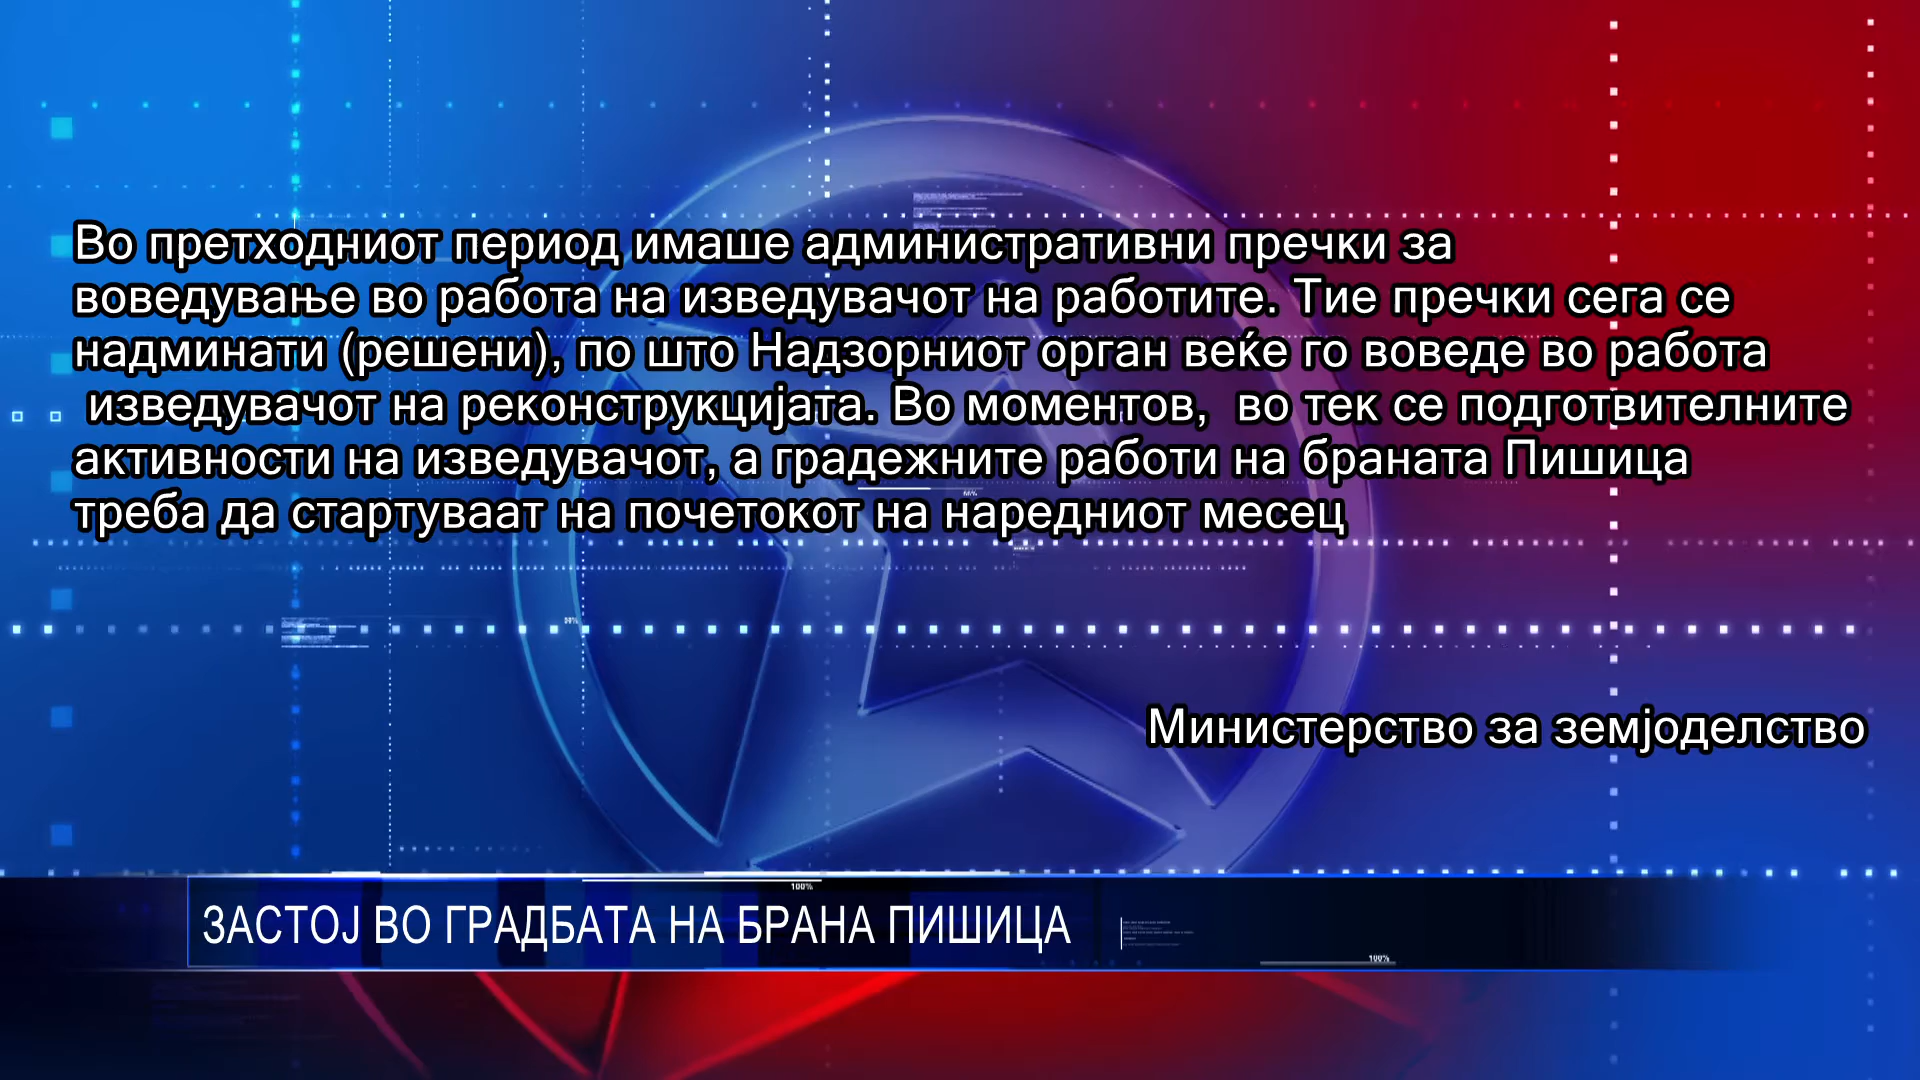 Во претходниот период имаше административни пречки за
воведување во работа на изведувачот на работите. Тие пречки сега се
надминати (решени), по што Надзорниот орган веќе го воведе во работа
изведувачот на реконструкцијата. Во моментов,  во тек се подготвителните
активности на изведувачот, а градежните работи на браната Пишица
треба да стартуваат на почетокот на наредниот месец
Министерство за земјоделство
ЗАСТОЈ ВО ГРАДБАТА НА БРАНА ПИШИЦА
100%
100%